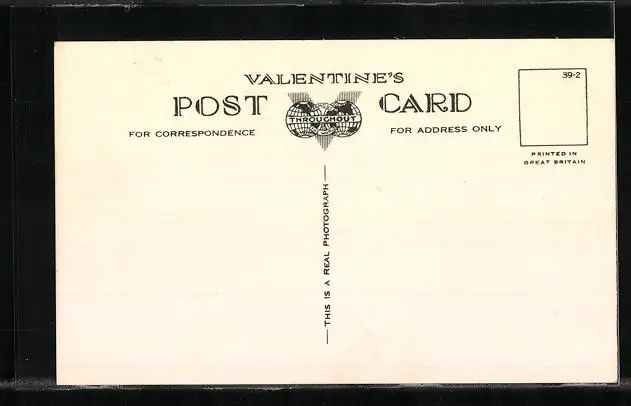 VALENTINE'S
POST CARD
THROUGHOUT
FOR CORRESPONDENCE
FOR ADDRESS ONLY
39-2
PRINTED IN
GREAT BRITAIN
THIS IS A REAL PHOTOGRAPH